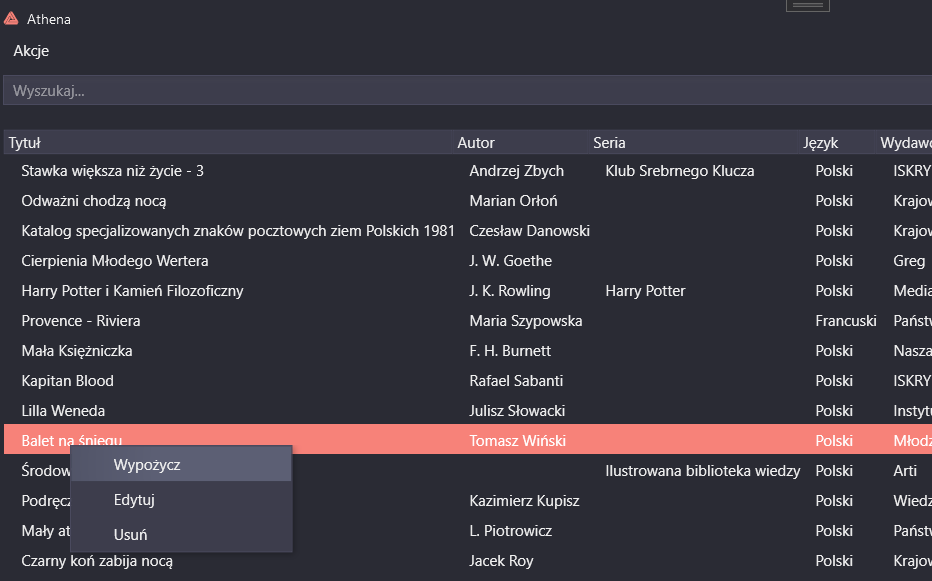 Athena
Akcje
Wyszukaj...
Tytuł Autor Seria Język Wydawc
Stawka większa niż życie - 3 Andrzej Zbych Klub Srebrnego Klucza Polski ISKRY
Odważni chodzą nocą Marian Orłoń Polski Krajow
Katalog specjalizowanych znaków pocztowych ziem Polskich 1981 Czesław Danowski Polski Krajow
Cierpienia Młodego Wertera J. W. Goethe Polski Greg
Harry Potter i Kamień Filozoficzny J. K. Rowling Harry Potter Polski Media
Provence - Riviera Maria Szypowska Francuski Państw
Mała Księżniczka F. H. Burnett Polski Nasza
Kapitan Blood Rafael Sabanti Polski ISKRY
Lilla Weneda Julisz Słowacki Polski Instytu
Balet na śniegu Tomasz Wiński Polski Młodz
Wypożycz
Środow Ilustrowana biblioteka wiedzy Polski Arti
Edytuj
Podręcz Kazimierz Kupisz Polski Wiedz
Usuń
Mały at L. Piotrowicz Polski Państw
Czarny koń zabija nocą Jacek Roy Polski Krajow